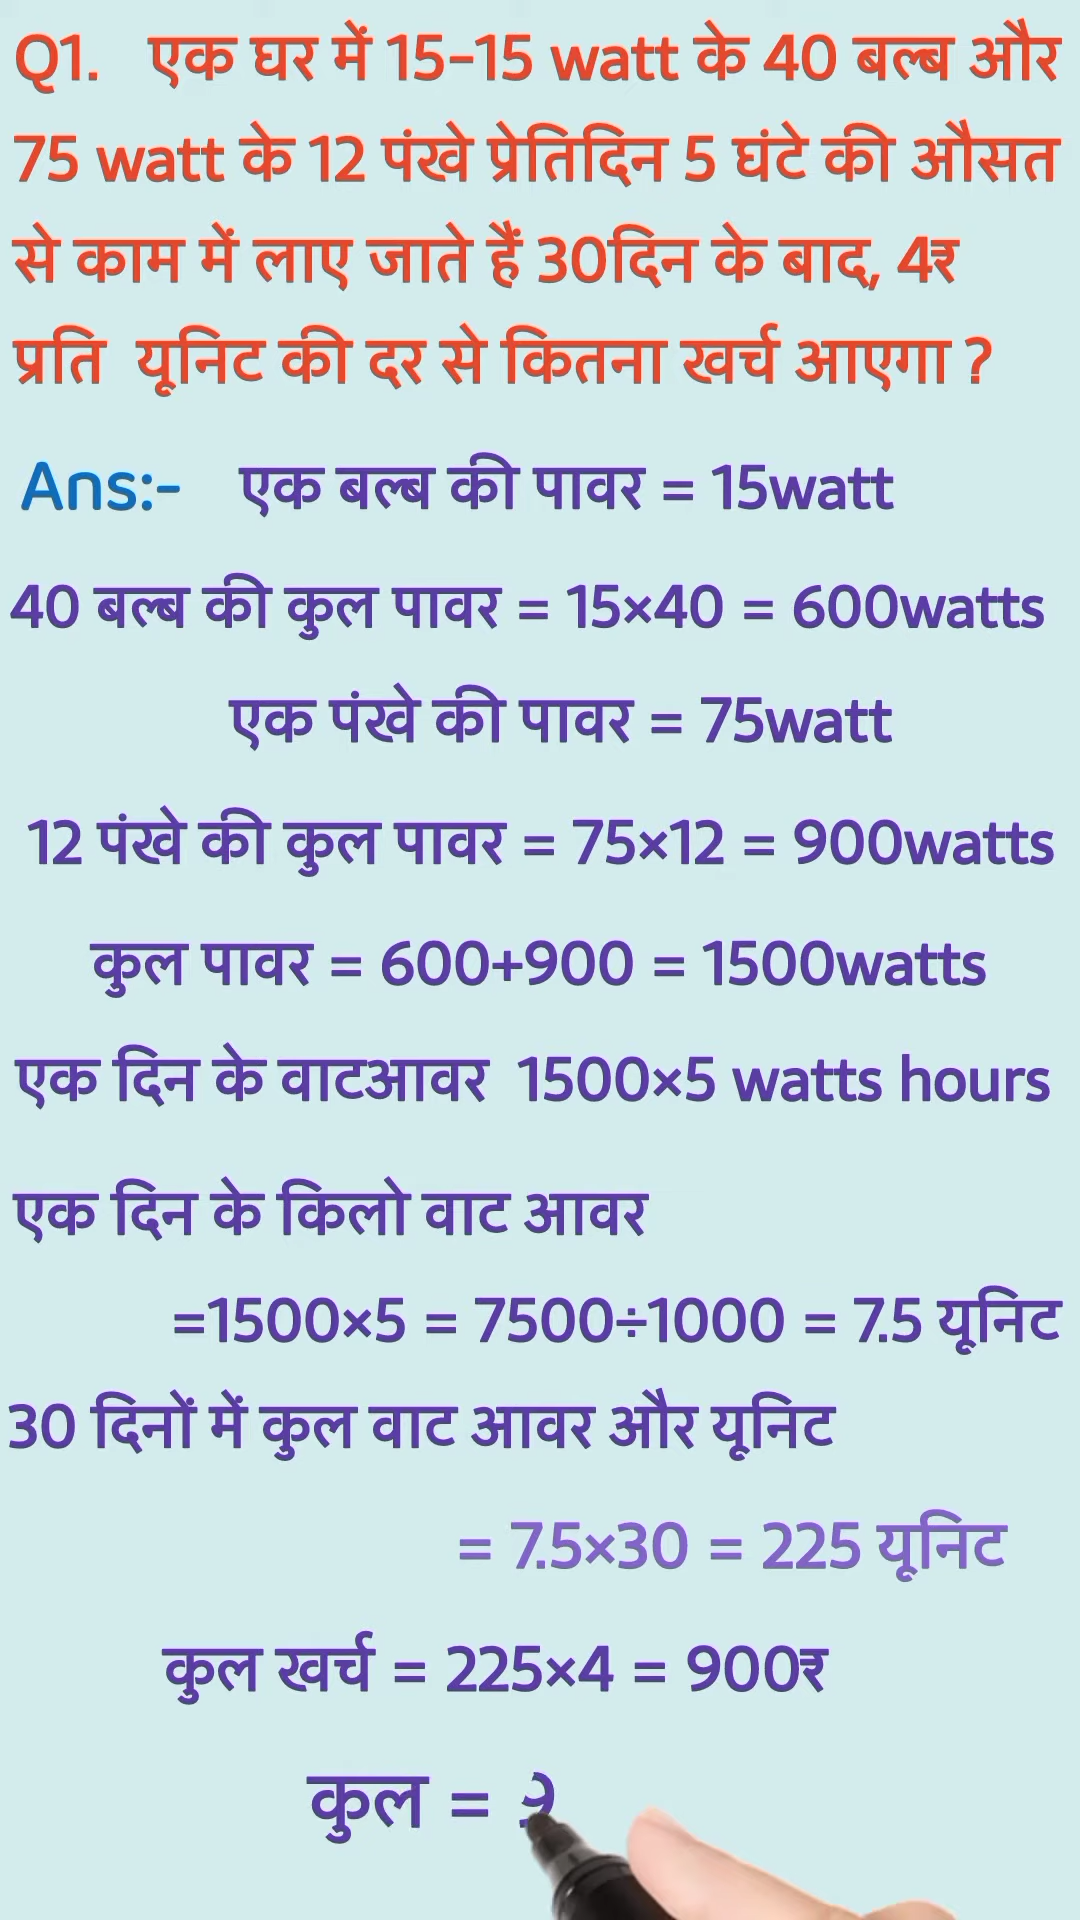 Q1. एक घर में 15-15 watt के 40 बल्ब और
75 watt के 12 पंखे प्रेतिदिन 5 घंटे की औसत
से काम में लाए जाते हैं 30दिन के बाद, 4₹
प्रति यूनिट की दर से कितना खर्च आएगा ?
Ans:- एक बल्ब की पावर = 15watt
40 बल्ब की कुल पावर = 15×40 = 600watts
एक पंखे की पावर = 75watt
12 पंखे की कुल पावर = 75×12 = 900watts
कुल पावर = 600+900 = 1500watts
एक दिन के वाटआवर 1500×5 watts hours
एक दिन के किलो वाट आवर
=1500×5 = 7500÷1000 = 7.5 यूनिट
30 दिनों में कुल वाट आवर और यूनिट
= 7.5×30 = 225 यूनिट
कुल खर्च = 225×4 = 900₹
कुल =